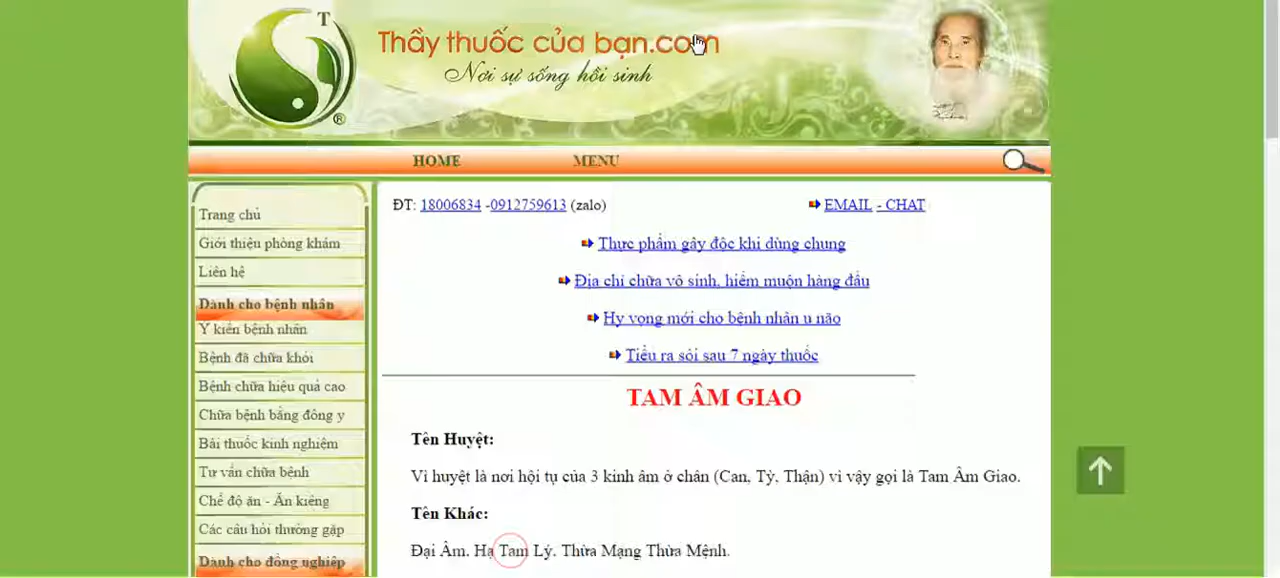 T
Thầy thuốc của bạn.com
Nơi sự sống hồi sinh
®
HOME MENU
Trang chủ
Giới thiệu phòng khám
Liên hệ
Dành cho bệnh nhân
Ý kiến bệnh nhân
Bệnh đã chữa khỏi
Bệnh chữa hiệu quả cao
Chữa bệnh bằng đông y
Bài thuốc kinh nghiệm
Tư vấn chữa bệnh
Chế độ ăn - Ăn kiêng
Các câu hỏi thường gặp
Dành cho đồng nghiệp
ĐT: 18006834 -0912759613 (zalo) EMAIL - CHAT
Thực phẩm gây độc khi dùng chung
Địa chỉ chữa vô sinh, hiếm muộn hàng đầu
Hy vọng mới cho bệnh nhân u não
Tiểu ra sỏi sau 7 ngày thuốc
TAM ÂM GIAO
Tên Huyệt:
Vì huyệt là nơi hội tụ của 3 kinh âm ở chân (Can, Tỳ, Thận) vì vậy gọi là Tam Âm Giao.
Tên Khác:
Đại Âm. Hạ Tam Lý. Thừa Mạng Thừa Mệnh.